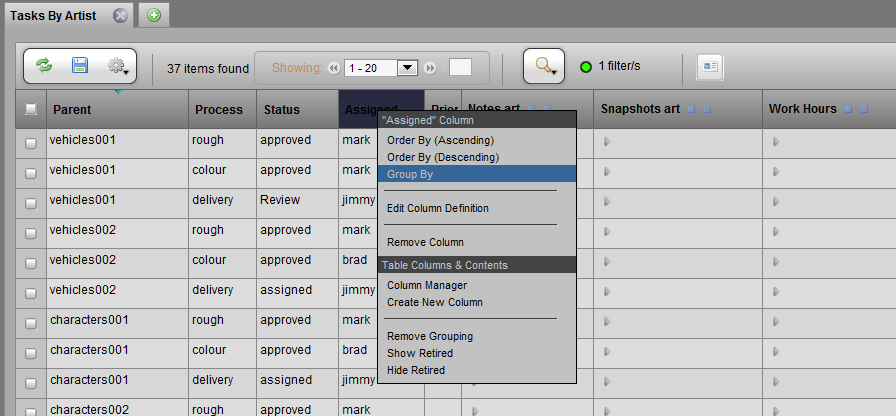 Tasks By Artist
37 items found
Showing:
1 - 20
1 filter/s
Parent Process Status Assigned Prior Notes art Snapshots art Work Hours
vehicles001 rough approved mark
vehicles001 colour approved mark
vehicles001 delivery Review jimmy
vehicles002 rough approved mark
vehicles002 colour approved brad
vehicles002 delivery assigned jimmy
characters001 rough approved mark
characters001 colour approved brad
characters001 delivery assigned jimmy
characters002 rough approved mark
"Assigned" Column
Order By (Ascending)
Order By (Descending)
Group By
Edit Column Definition
Remove Column
Table Columns & Contents
Column Manager
Create New Column
Remove Grouping
Show Retired
Hide Retired